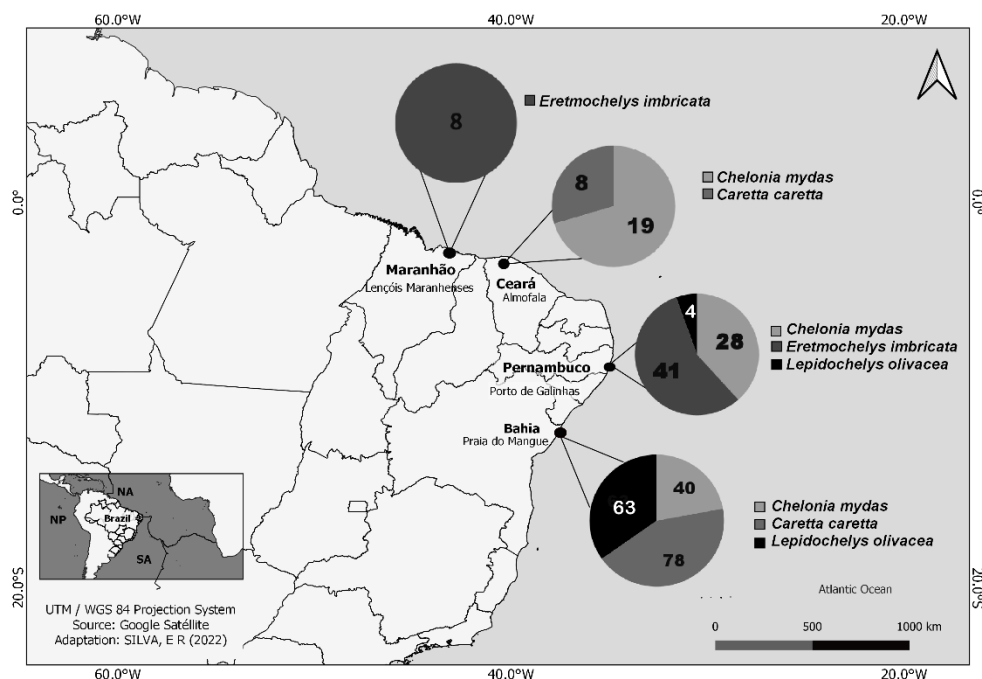 60.0°W
40.0°W
20.0°W
8
Eretmochelys imbricata
Chelonia mydas
Caretta caretta
8
19
0.0°
0.0°
Maranhão
Lençóis Maranhenses
Ceará
Almofala
4
28
41
Chelonia mydas
Eretmochelys imbricata
Lepidochelys olivacea
Pernambuco
Porto de Galinhas
Bahia
Praia do Mangue
63
40
78
Chelonia mydas
Caretta caretta
Lepidochelys olivacea
NA
NP
Brazil
SA
20.0°S
20.0°S
Atlantic Ocean
UTM / WGS 84 Projection System
Source: Google Satéllite
Adaptation: SILVA, E R (2022)
0
500
1000 km
60.0°W
40.0°W
20.0°W